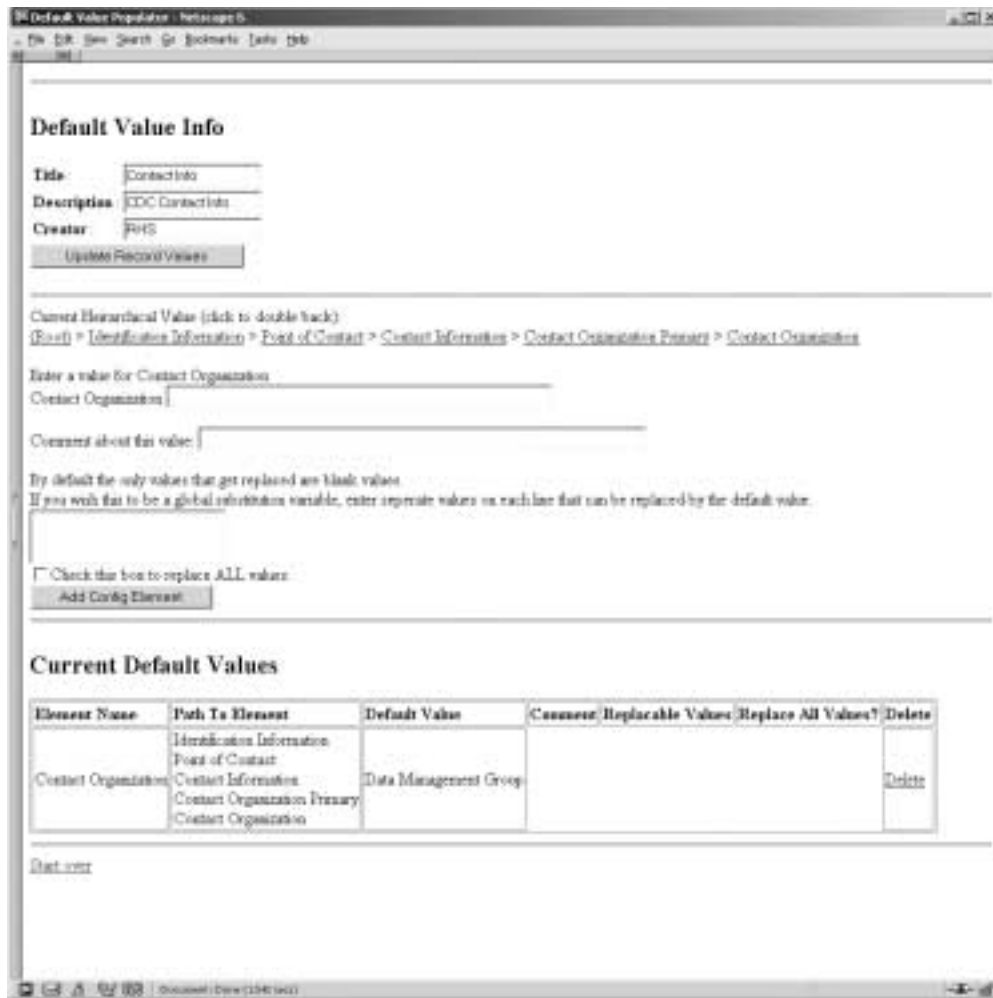 Default Value Populator - Netscape 6
File Edit View Search Go Bookmarks Tasks Help
Default Value Info
Title Contact Info
Description CDC Contact Info
Creator RHS
Update Record Values
Current Hierarchical Value (click to double back)
(Root) > Identification Information > Point of Contact > Contact Information > Contact Organization Primary > Contact Organization
Enter a value for Contact Organization
Contact Organization
Comment about this value
By default the only values that get replaced are blank values.
If you wish this to be a global substitution variable, enter seperate values on each line that can be replaced by the default value.
Check this box to replace ALL values
Add Config Element
Current Default Values
Element Name Path To Element Default Value Comment Replacable Values Replace All Values? Delete
Identification Information
Point of Contact
Contact Organization Contact Information Data Management Group Delete
Contact Organization Primary
Contact Organization
Start over
Document: Done